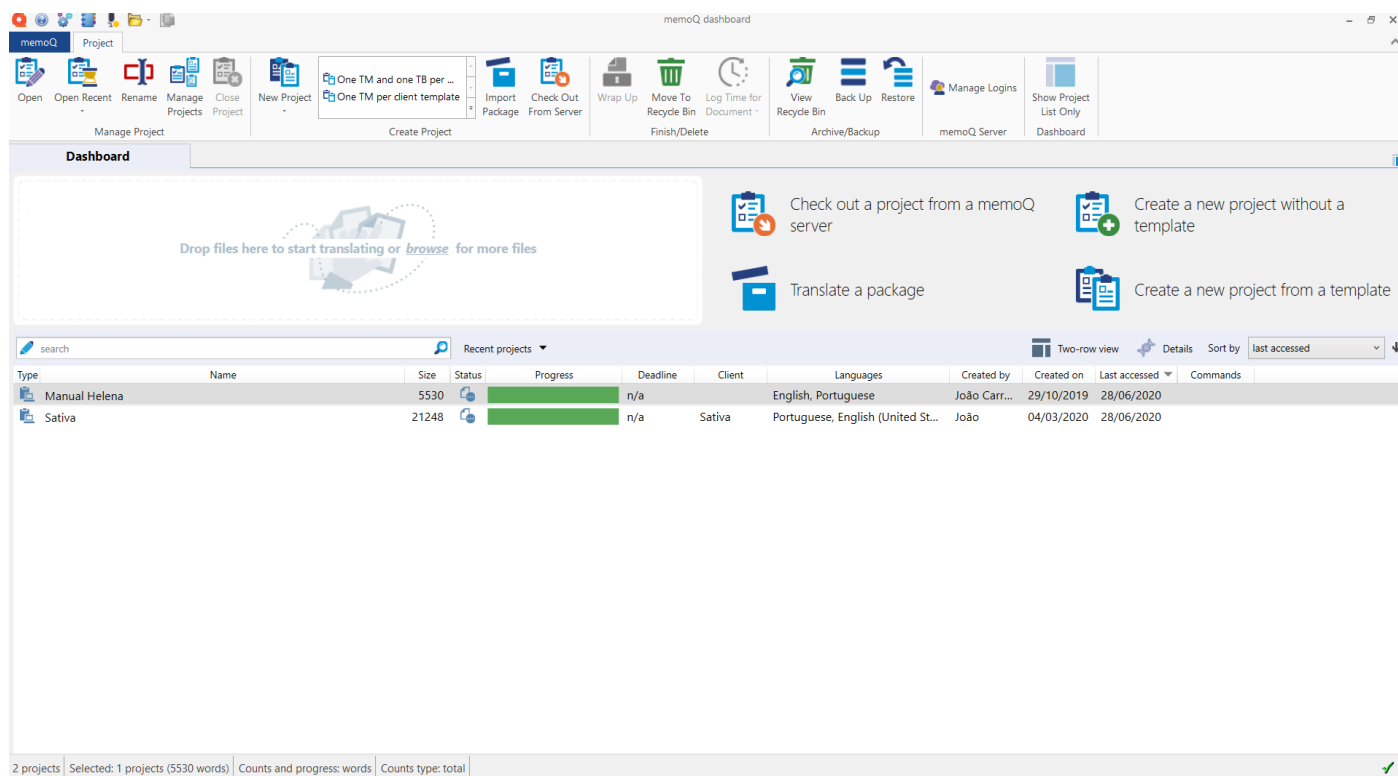 memoQ dashboard
memoQ Project
Open Open Recent Rename Manage Projects Close Project
Manage Project
New Project One TM and one TB per ...
One TM per client template
Import Package Check Out From Server
Create Project
Wrap Up Move To Recycle Bin Log Time for Document
Finish/Delete
View Recycle Bin Back Up Restore
Archive/Backup
Manage Logins
memoQ Server
Show Project List Only
Dashboard
Dashboard
Drop files here to start translating or browse for more files
Check out a project from a memoQ server
Create a new project without a template
Translate a package
Create a new project from a template
search Recent projects Two-row view Details Sort by last accessed
Type Name Size Status Progress Deadline Client Languages Created by Created on Last accessed Commands
Manual Helena 5530 n/a English, Portuguese João Carr... 29/10/2019 28/06/2020
Sativa 21248 n/a Sativa Portuguese, English (United St... João 04/03/2020 28/06/2020
2 projects Selected: 1 projects (5530 words) Counts and progress: words Counts type: total